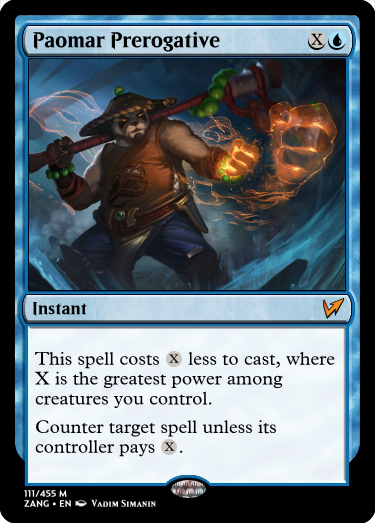 Paomar Prerogative XU
Instant
This spell costs X less to cast, where
X is the greatest power among
creatures you control.
Counter target spell unless its
controller pays X.
111/455 M
ZANG • EN Vadim Simanin